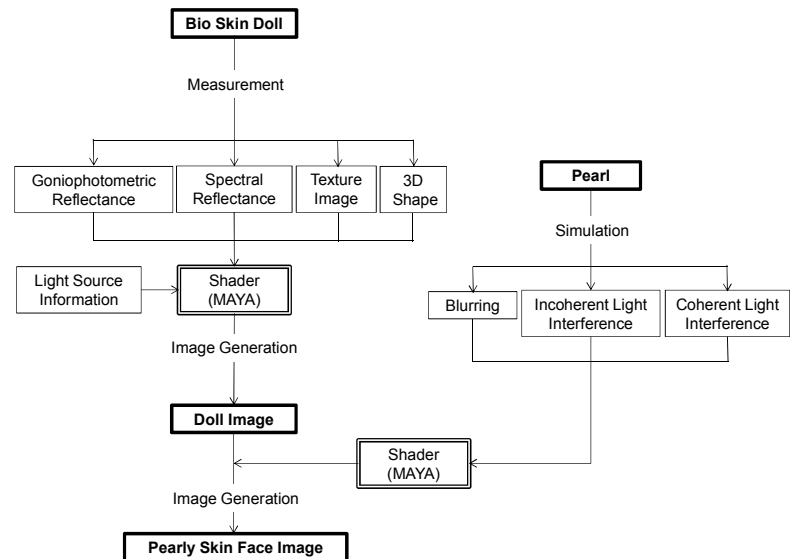 Bio Skin Doll
Measurement
Goniophotometric
Reflectance
Spectral
Reflectance
Texture
Image
3D
Shape
Pearl
Simulation
Light Source
Information
Shader
(MAYA)
Blurring
Incoherent Light
Interference
Coherent Light
Interference
Image Generation
Doll Image
Shader
(MAYA)
Image Generation
Pearly Skin Face Image